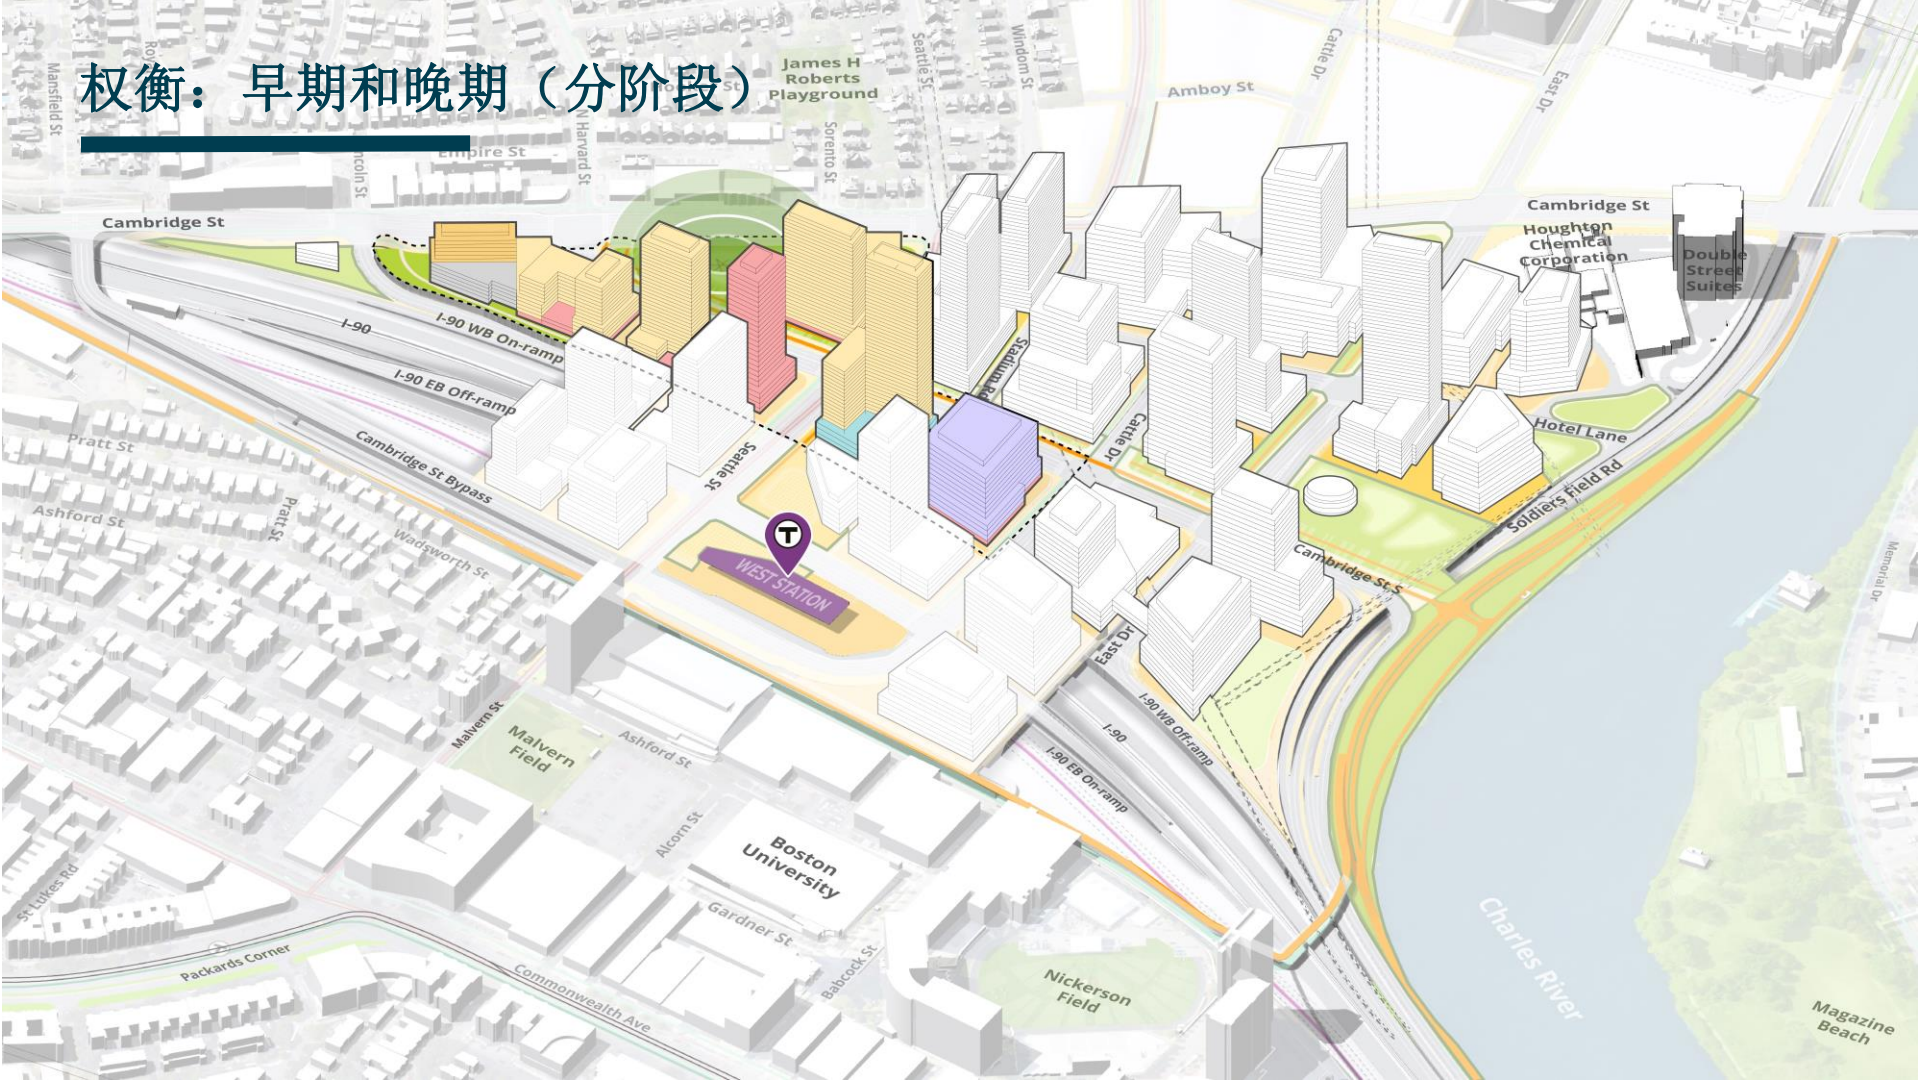 权衡：早期和晚期（分阶段）
James H
Roberts
Playground
Mansfield St
Seattle St
Windom St
Cattle Dr
East Dr
Amboy St
Empire St
N Harvard St
Sorrento St
Cambridge St
Cambridge St
Houghton
Chemical
Corporation
Double
Street
Suites
I-90
I-90 WB On-ramp
I-90 EB Off-ramp
Cambridge St Bypass
Stadium Rd
Cattle Dr
Hotel Lane
Soldiers Field Rd
Seattle St
Pratt St
Ashford St
Pratt St
Wadsworth St
T
WEST STATION
Cambridge St S
Memorial Dr
East Dr
I-90 WB Off-ramp
I-90
I-90 EB On-ramp
Malvern St
Malvern
Field
Ashford St
Alcorn St
Boston
University
St Lukes Rd
Gardner St
Babcock St
Packards Corner
Commonwealth Ave
Nickerson
Field
Charles River
Magazine
Beach